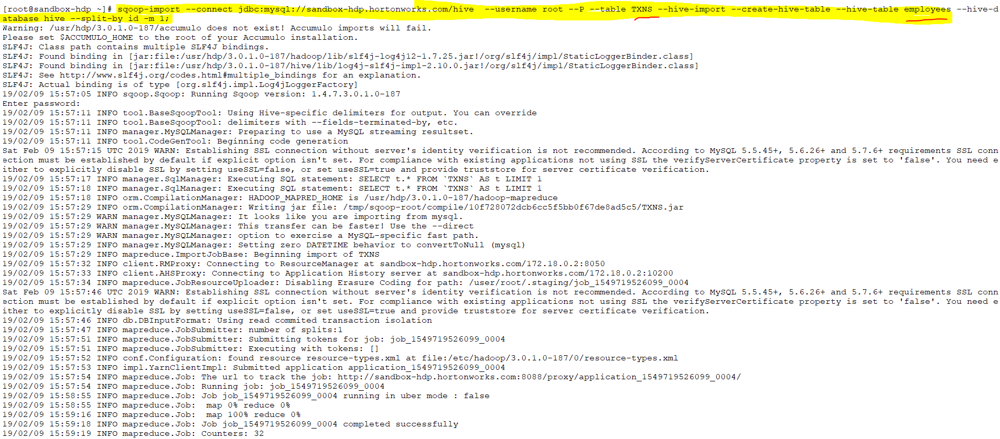 [root@sandbox-hdp ~]# sqoop-import --connect jdbc:mysql://sandbox-hdp.hortonworks.com/hive  --username root --P --table TXNS --hive-import --create-hive-table --hive-table employees --hive-d
atabase hive --split-by id -m 1;
Warning: /usr/hdp/3.0.1.0-187/accumulo does not exist! Accumulo imports will fail.
Please set $ACCUMULO_HOME to the root of your Accumulo installation.
SLF4J: Class path contains multiple SLF4J bindings.
SLF4J: Found binding in [jar:file:/usr/hdp/3.0.1.0-187/hadoop/lib/slf4j-log4j12-1.7.25.jar!/org/slf4j/impl/StaticLoggerBinder.class]
SLF4J: Found binding in [jar:file:/usr/hdp/3.0.1.0-187/hive/lib/log4j-slf4j-impl-2.10.0.jar!/org/slf4j/impl/StaticLoggerBinder.class]
SLF4J: See http://www.slf4j.org/codes.html#multiple_bindings for an explanation.
SLF4J: Actual binding is of type [org.slf4j.impl.Log4jLoggerFactory]
19/02/09 15:57:05 INFO sqoop.Sqoop: Running Sqoop version: 1.4.7.3.0.1.0-187
Enter password:
19/02/09 15:57:11 INFO tool.BaseSqoopTool: Using Hive-specific delimiters for output. You can override
19/02/09 15:57:11 INFO tool.BaseSqoopTool: delimiters with --fields-terminated-by, etc.
19/02/09 15:57:11 INFO manager.MySQLManager: Preparing to use a MySQL streaming resultset.
19/02/09 15:57:11 INFO tool.CodeGenTool: Beginning code generation
Sat Feb 09 15:57:15 UTC 2019 WARN: Establishing SSL connection without server's identity verification is not recommended. According to MySQL 5.5.45+, 5.6.26+ and 5.7.6+ requirements SSL conn
ection must be established by default if explicit option isn't set. For compliance with existing applications not using SSL the verifyServerCertificate property is set to 'false'. You need e
ither to explicitly disable SSL by setting useSSL=false, or set useSSL=true and provide truststore for server certificate verification.
19/02/09 15:57:17 INFO manager.SqlManager: Executing SQL statement: SELECT t.* FROM `TXNS` AS t LIMIT 1
19/02/09 15:57:18 INFO manager.SqlManager: Executing SQL statement: SELECT t.* FROM `TXNS` AS t LIMIT 1
19/02/09 15:57:18 INFO orm.CompilationManager: HADOOP_MAPRED_HOME is /usr/hdp/3.0.1.0-187/hadoop-mapreduce
19/02/09 15:57:29 INFO orm.CompilationManager: Writing jar file: /tmp/sqoop-root/compile/10f728072dcb6cc5f5bb0f67de8ad5c5/TXNS.jar
19/02/09 15:57:29 WARN manager.MySQLManager: It looks like you are importing from mysql.
19/02/09 15:57:29 WARN manager.MySQLManager: This transfer can be faster! Use the --direct
19/02/09 15:57:29 WARN manager.MySQLManager: option to exercise a MySQL-specific fast path.
19/02/09 15:57:29 INFO manager.MySQLManager: Setting zero DATETIME behavior to convertToNull (mysql)
19/02/09 15:57:29 INFO mapreduce.ImportJobBase: Beginning import of TXNS
19/02/09 15:57:32 INFO client.RMProxy: Connecting to ResourceManager at sandbox-hdp.hortonworks.com/172.18.0.2:8050
19/02/09 15:57:33 INFO client.AHSProxy: Connecting to Application History server at sandbox-hdp.hortonworks.com/172.18.0.2:10200
19/02/09 15:57:34 INFO mapreduce.JobResourceUploader: Disabling Erasure Coding for path: /user/root/.staging/job_1549719526099_0004
Sat Feb 09 15:57:46 UTC 2019 WARN: Establishing SSL connection without server's identity verification is not recommended. According to MySQL 5.5.45+, 5.6.26+ and 5.7.6+ requirements SSL conn
ection must be established by default if explicit option isn't set. For compliance with existing applications not using SSL the verifyServerCertificate property is set to 'false'. You need e
ither to explicitly disable SSL by setting useSSL=false, or set useSSL=true and provide truststore for server certificate verification.
19/02/09 15:57:46 INFO db.DBInputFormat: Using read commited transaction isolation
19/02/09 15:57:47 INFO mapreduce.JobSubmitter: number of splits:1
19/02/09 15:57:51 INFO mapreduce.JobSubmitter: Submitting tokens for job: job_1549719526099_0004
19/02/09 15:57:51 INFO mapreduce.JobSubmitter: Executing with tokens: []
19/02/09 15:57:52 INFO conf.Configuration: found resource resource-types.xml at file:/etc/hadoop/3.0.1.0-187/0/resource-types.xml
19/02/09 15:57:53 INFO impl.YarnClientImpl: Submitted application application_1549719526099_0004
19/02/09 15:57:54 INFO mapreduce.Job: The url to track the job: http://sandbox-hdp.hortonworks.com:8088/proxy/application_1549719526099_0004/
19/02/09 15:57:54 INFO mapreduce.Job: Running job: job_1549719526099_0004
19/02/09 15:58:55 INFO mapreduce.Job: Job job_1549719526099_0004 running in uber mode : false
19/02/09 15:58:55 INFO mapreduce.Job:  map 0% reduce 0%
19/02/09 15:59:16 INFO mapreduce.Job:  map 100% reduce 0%
19/02/09 15:59:18 INFO mapreduce.Job: Job job_1549719526099_0004 completed successfully
19/02/09 15:59:19 INFO mapreduce.Job: Counters: 32